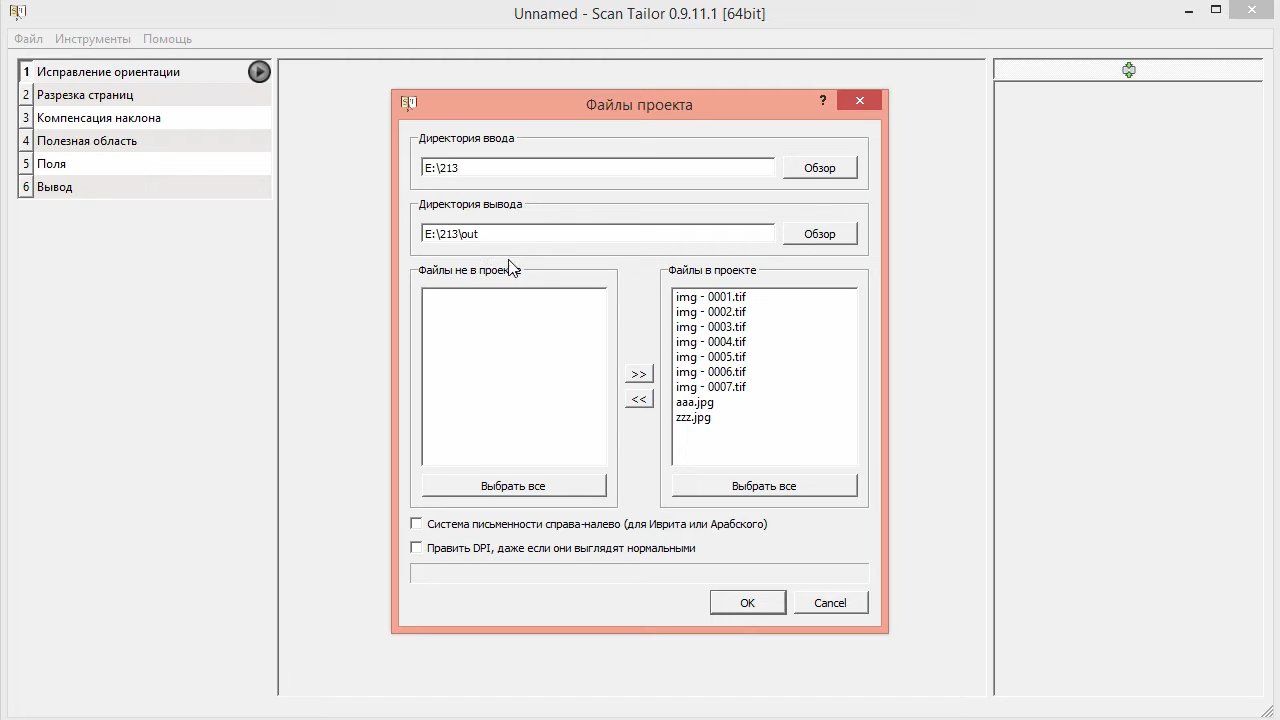 Unnamed - Scan Tailor 0.9.11.1 [64bit]
Файл Инструменты Помощь
1 Исправление ориентации
2 Разрезка страниц
3 Компенсация наклона
4 Полезная область
5 Поля
6 Вывод
Файлы проекта
?
Директория ввода
E:\213 Обзор
Директория вывода
E:\213\out Обзор
Файлы не в проекте
Файлы в проекте
img - 0001.tif
img - 0002.tif
img - 0003.tif
img - 0004.tif
img - 0005.tif
img - 0006.tif
img - 0007.tif
aaa.jpg
zzz.jpg
>>
<<
Выбрать все Выбрать все
Система письменности справа-налево (для Иврита или Арабского)
Править DPI, даже если они выглядят нормальными
OK Cancel